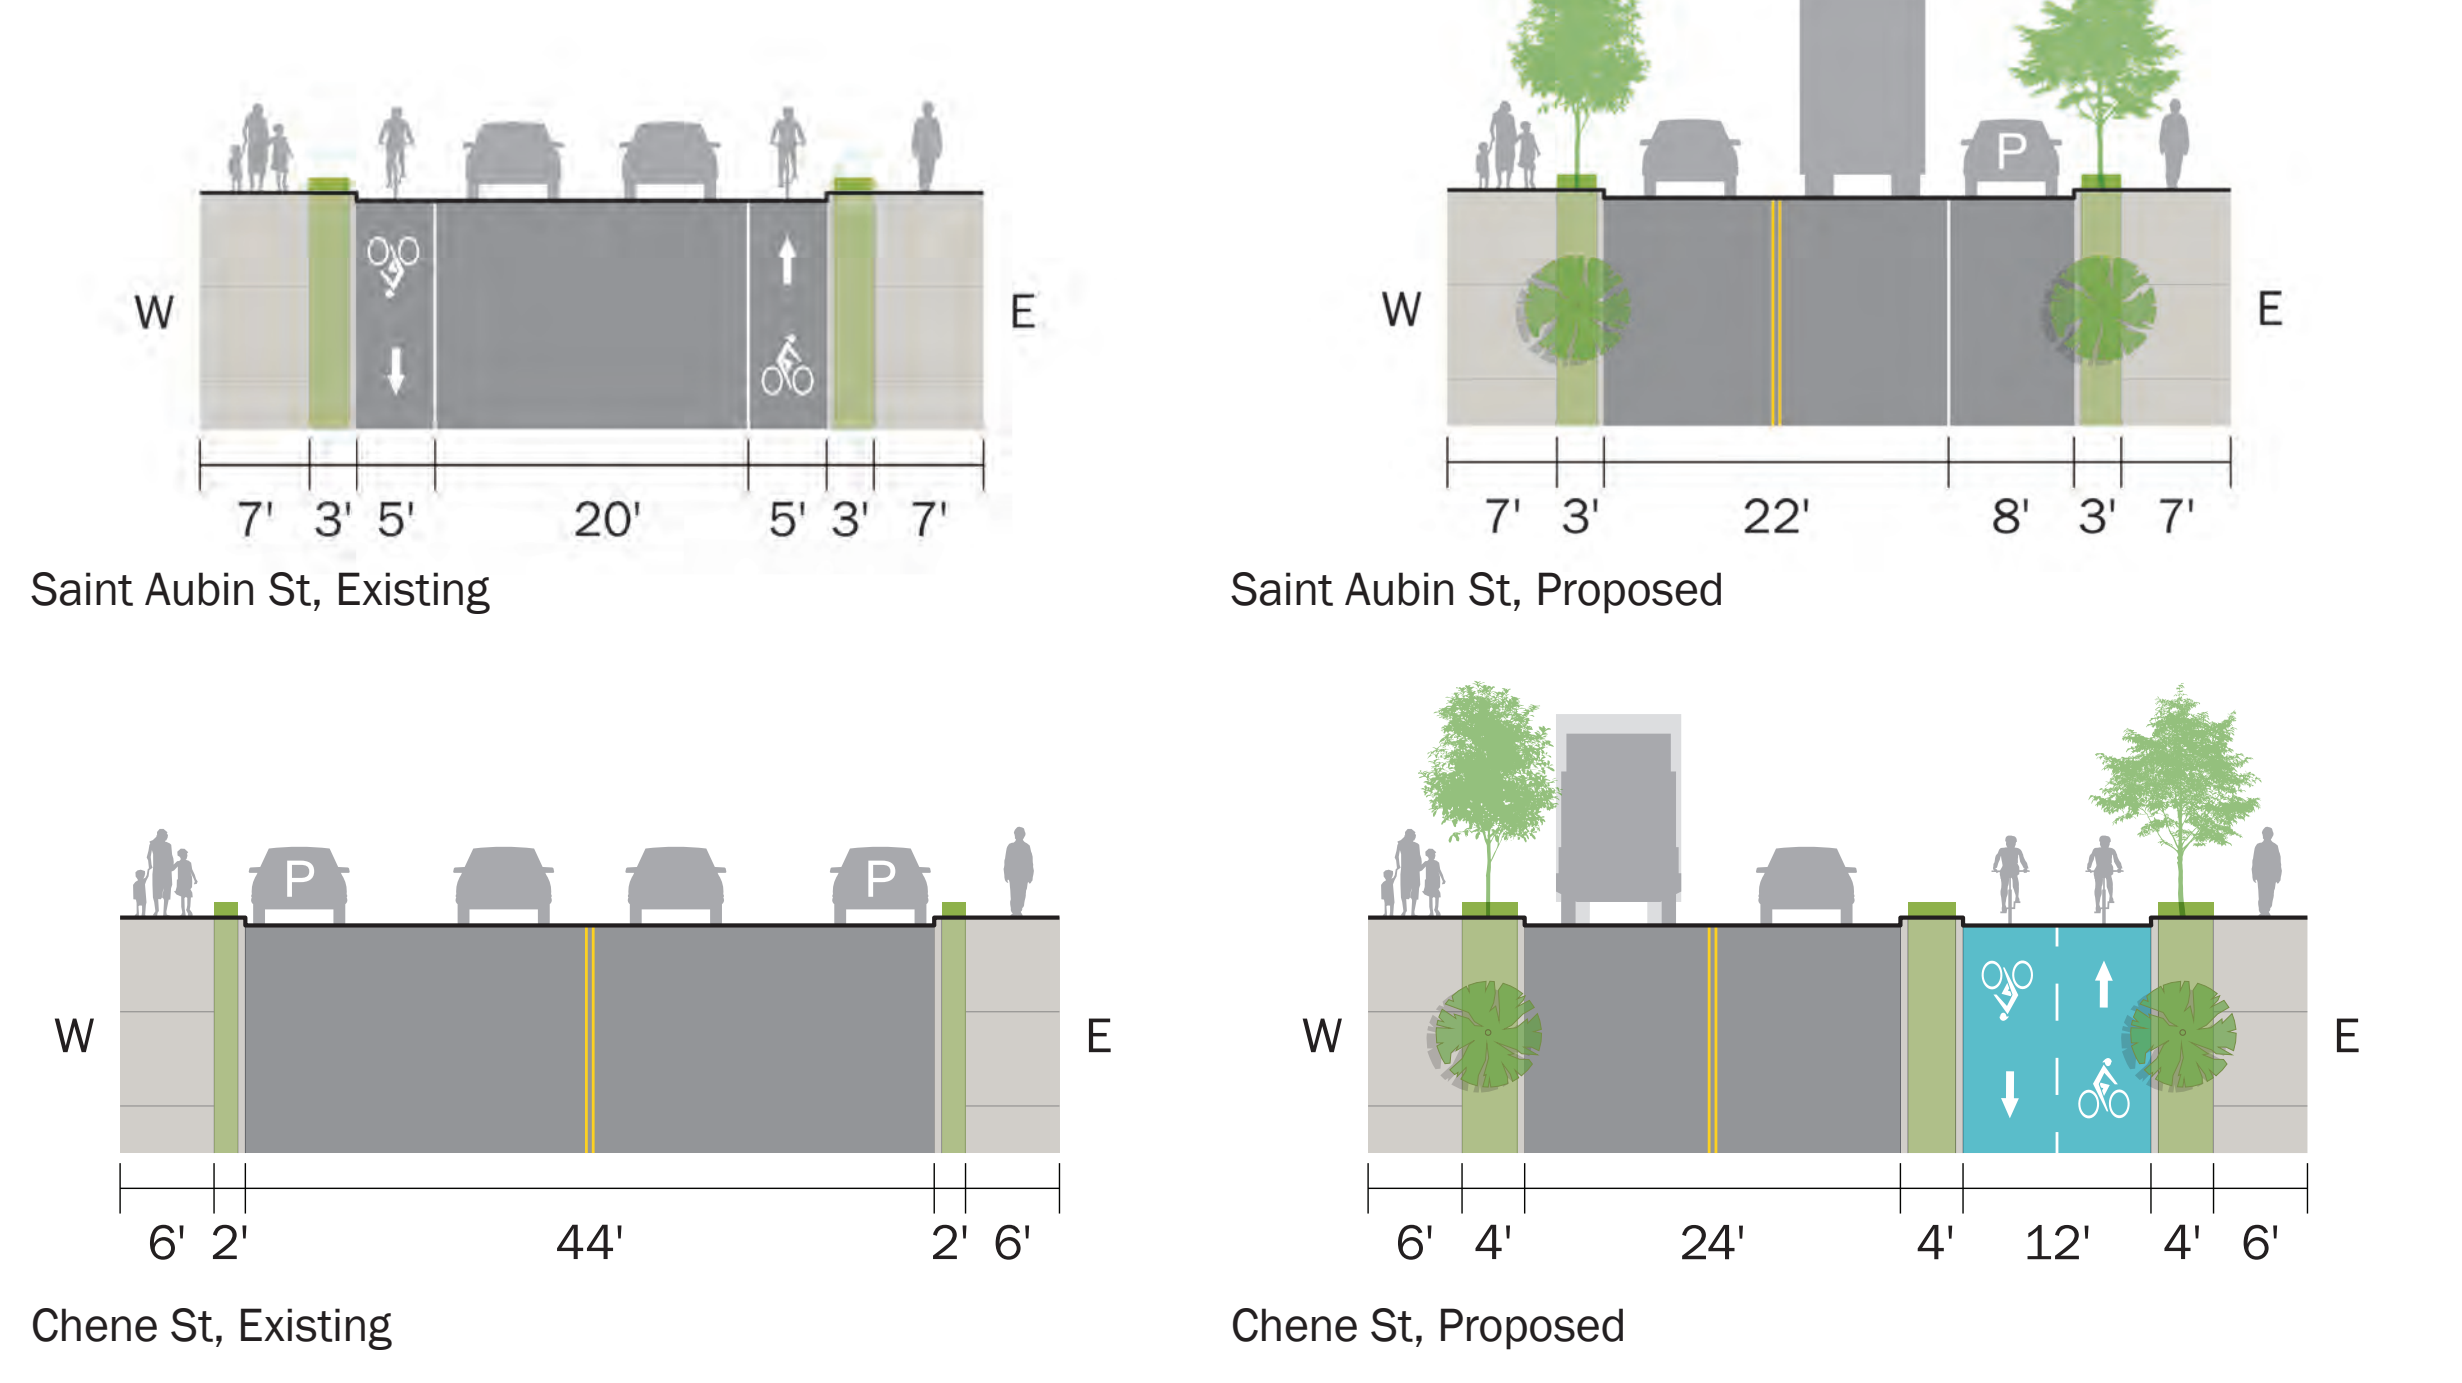 P
W
E
W
E
7' 3' 5' 20' 5' 3' 7'
7' 3' 22' 8' 3' 7'
Saint Aubin St, Existing
Saint Aubin St, Proposed
P
P
W
E
W
E
6' 2' 44' 2' 6'
6' 4' 24' 4' 12' 4' 6'
Chene St, Existing
Chene St, Proposed